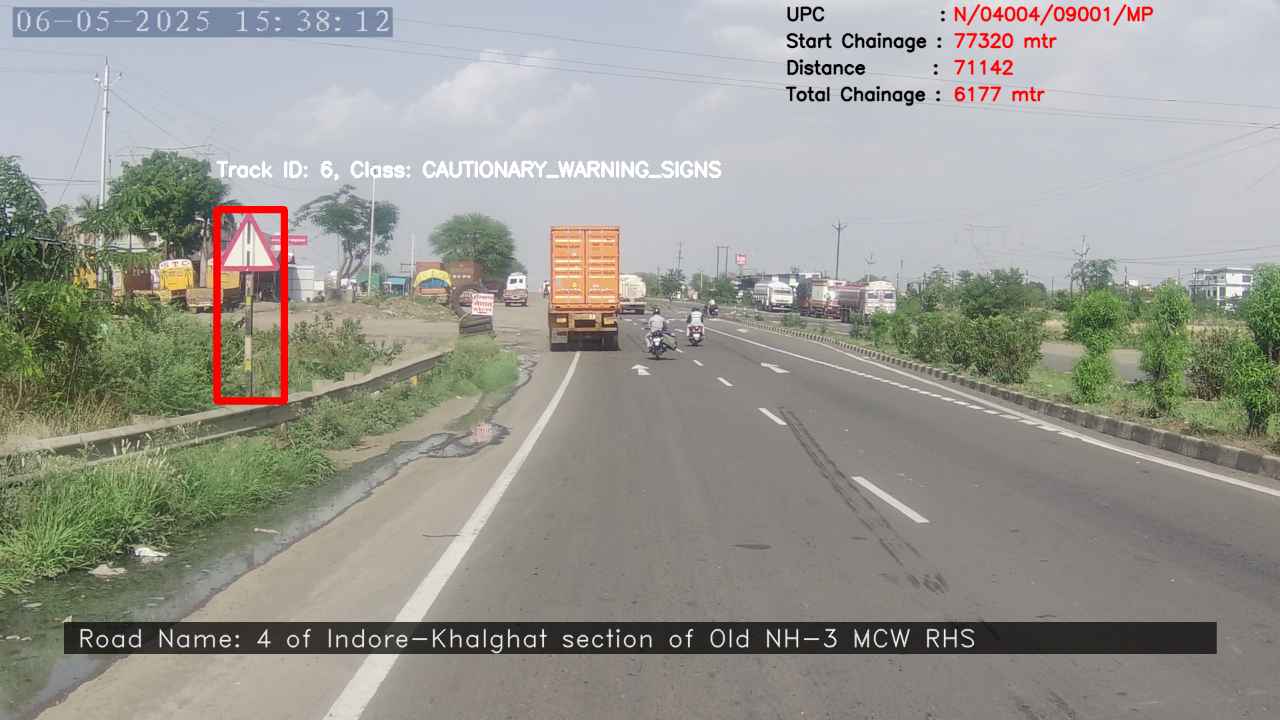 06-05-2025 15:38:12
UPC : N/04004/09001/MP
Start Chainage : 77320 mtr
Distance : 71142
Total Chainage : 6177 mtr
Track ID: 6, Class: CAUTIONARY_WARNING_SIGNS
Road Name: 4 of Indore-Khalghat section of Old NH-3 MCW RHS